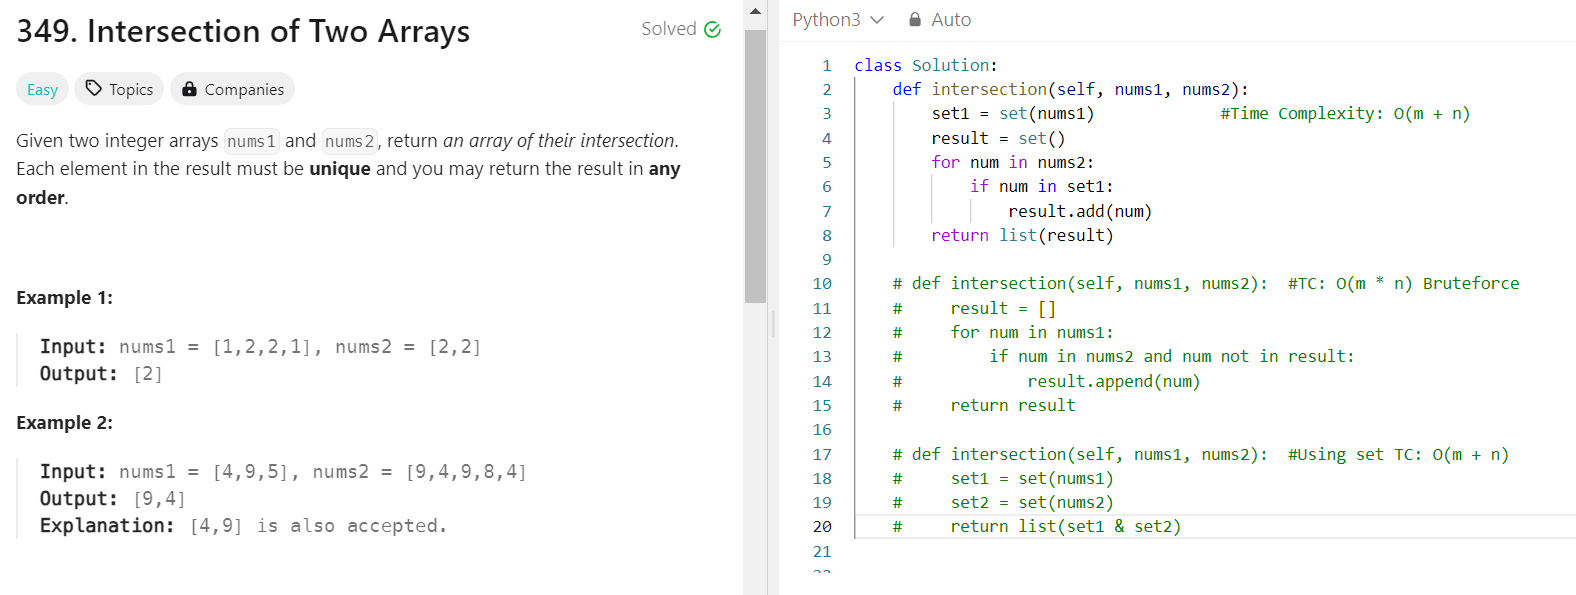 349. Intersection of Two Arrays
Solved
Easy
Topics
Companies
Given two integer arrays nums1 and nums2, return an array of their intersection.
Each element in the result must be unique and you may return the result in any
order.
Example 1:
Input: nums1 = [1,2,2,1], nums2 = [2,2]
Output: [2]
Example 2:
Input: nums1 = [4,9,5], nums2 = [9,4,9,8,4]
Output: [9,4]
Explanation: [4,9] is also accepted.
Python3
Auto
1 class Solution:
2     def intersection(self, nums1, nums2):
3         set1 = set(nums1)             #Time Complexity: O(m + n)
4         result = set()
5         for num in nums2:
6             if num in set1:
7                 result.add(num)
8         return list(result)
9
10     # def intersection(self, nums1, nums2):  #TC: O(m * n) Bruteforce
11     #     result = []
12     #     for num in nums1:
13     #         if num in nums2 and num not in result:
14     #             result.append(num)
15     #     return result
16
17     # def intersection(self, nums1, nums2):  #Using set TC: O(m + n)
18     #     set1 = set(nums1)
19     #     set2 = set(nums2)
20     #     return list(set1 & set2)
21